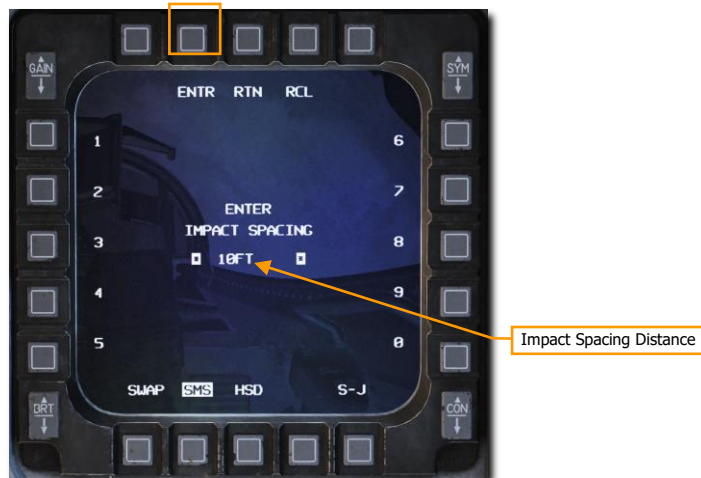 GAIN
SYM
ENTR RTN RCL
1
6
2
7
ENTER
IMPACT SPACING
3
8
10FT
4
9
Impact Spacing Distance
5
0
SWAP SMS HSD S-J
BRT
CON